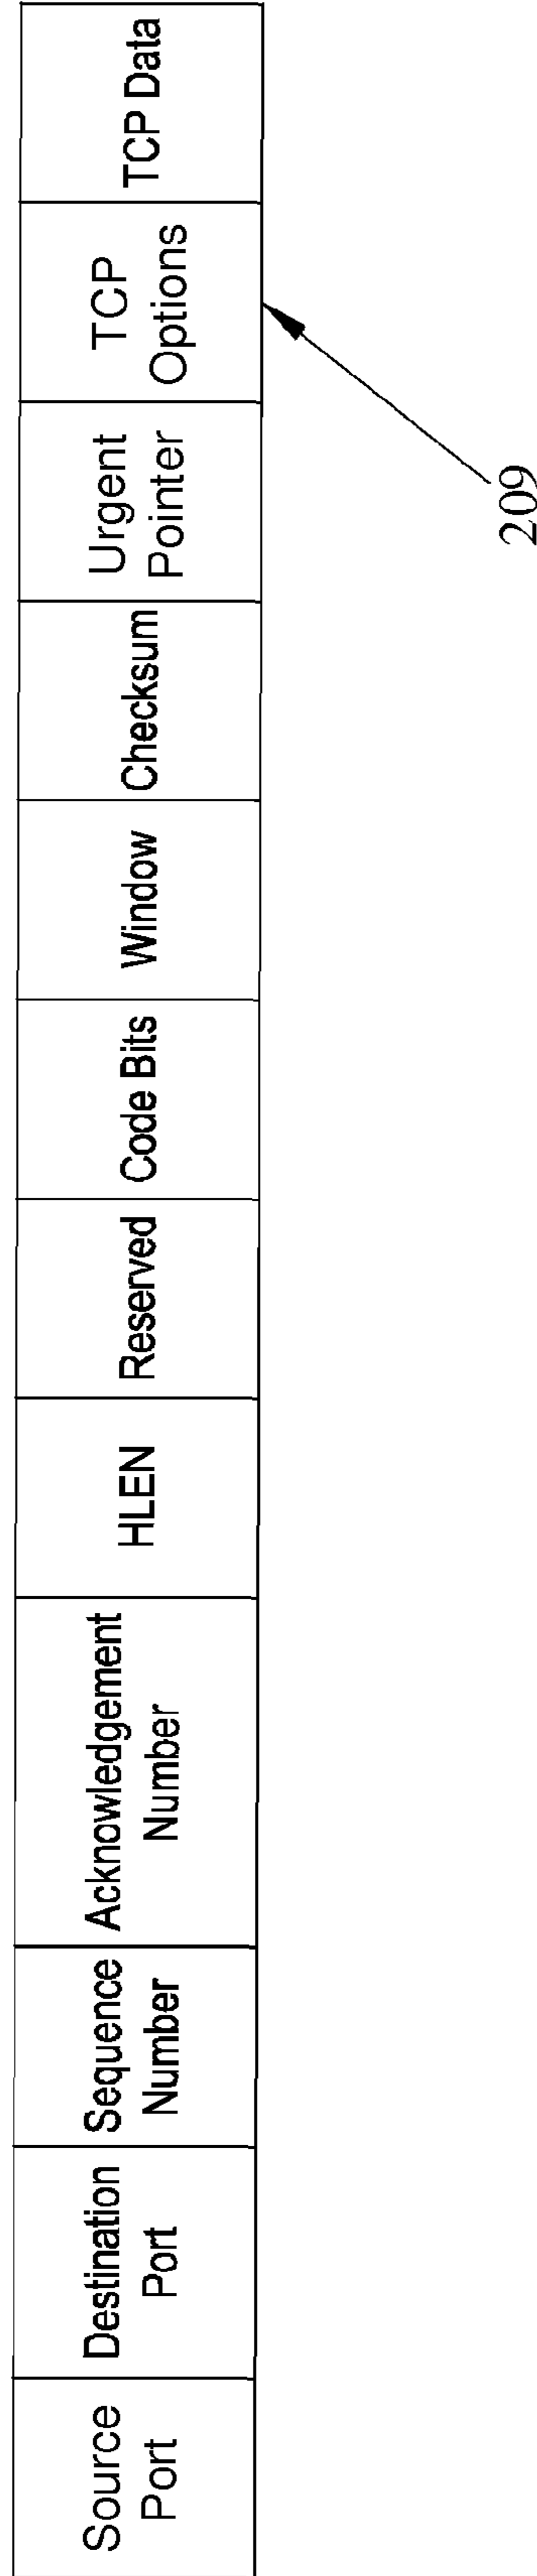 Source
Port
Destination
Port
Sequence
Number
Acknowledgement
Number
HLEN
Reserved
Code Bits
Window
Checksum
Urgent
Pointer
TCP
Options
TCP Data
209